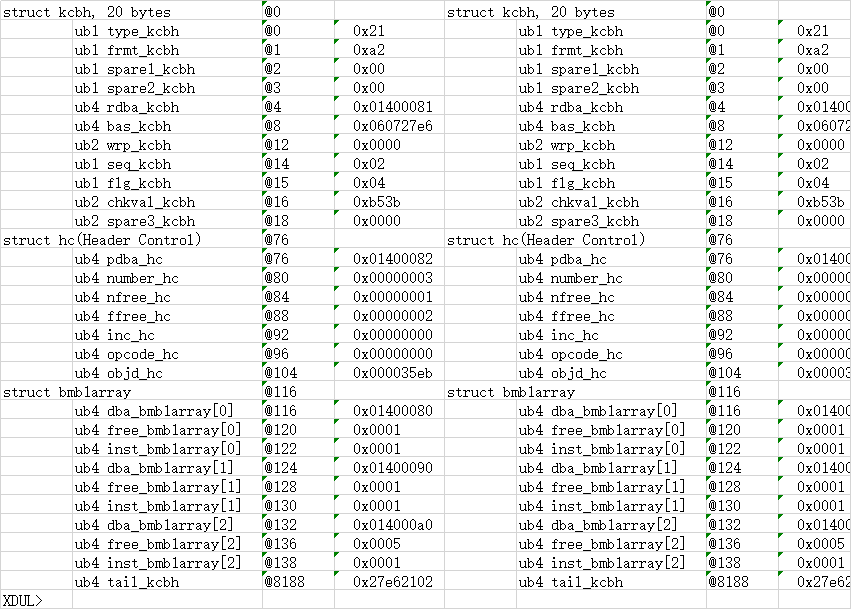 struct kcbh, 20 bytes @0 struct kcbh, 20 bytes @0
ub1 type_kcbh @0 0x21 ub1 type_kcbh @0 0x21
ub1 frmt_kcbh @1 0xa2 ub1 frmt_kcbh @1 0xa2
ub1 spare1_kcbh @2 0x00 ub1 spare1_kcbh @2 0x00
ub1 spare2_kcbh @3 0x00 ub1 spare2_kcbh @3 0x00
ub4 rdba_kcbh @4 0x01400081 ub4 rdba_kcbh @4 0x01400
ub4 bas_kcbh @8 0x060727e6 ub4 bas_kcbh @8 0x06072
ub2 wrp_kcbh @12 0x0000 ub2 wrp_kcbh @12 0x0000
ub1 seq_kcbh @14 0x02 ub1 seq_kcbh @14 0x02
ub1 flg_kcbh @15 0x04 ub1 flg_kcbh @15 0x04
ub2 chkval_kcbh @16 0xb53b ub2 chkval_kcbh @16 0xb53b
ub2 spare3_kcbh @18 0x0000 ub2 spare3_kcbh @18 0x0000
struct hc(Header Control) @76 struct hc(Header Control) @76
ub4 pdba_hc @76 0x01400082 ub4 pdba_hc @76 0x01400
ub4 number_hc @80 0x00000003 ub4 number_hc @80 0x00000
ub4 nfree_hc @84 0x00000001 ub4 nfree_hc @84 0x00000
ub4 ffree_hc @88 0x00000002 ub4 ffree_hc @88 0x00000
ub4 inc_hc @92 0x00000000 ub4 inc_hc @92 0x00000
ub4 opcode_hc @96 0x00000000 ub4 opcode_hc @96 0x00000
ub4 objd_hc @104 0x000035eb ub4 objd_hc @104 0x00003
struct bmblarray @116 struct bmblarray @116
ub4 dba_bmblarray[0] @116 0x01400080 ub4 dba_bmblarray[0] @116 0x01400
ub4 free_bmblarray[0] @120 0x0001 ub4 free_bmblarray[0] @120 0x0001
ub4 inst_bmblarray[0] @122 0x0001 ub4 inst_bmblarray[0] @122 0x0001
ub4 dba_bmblarray[1] @124 0x01400090 ub4 dba_bmblarray[1] @124 0x01400
ub4 free_bmblarray[1] @128 0x0001 ub4 free_bmblarray[1] @128 0x0001
ub4 inst_bmblarray[1] @130 0x0001 ub4 inst_bmblarray[1] @130 0x0001
ub4 dba_bmblarray[2] @132 0x014000a0 ub4 dba_bmblarray[2] @132 0x01400
ub4 free_bmblarray[2] @136 0x0005 ub4 free_bmblarray[2] @136 0x0005
ub4 inst_bmblarray[2] @138 0x0001 ub4 inst_bmblarray[2] @138 0x0001
ub4 tail_kcbh @8188 0x27e62102 ub4 tail_kcbh @8188 0x27e62
XDUL>